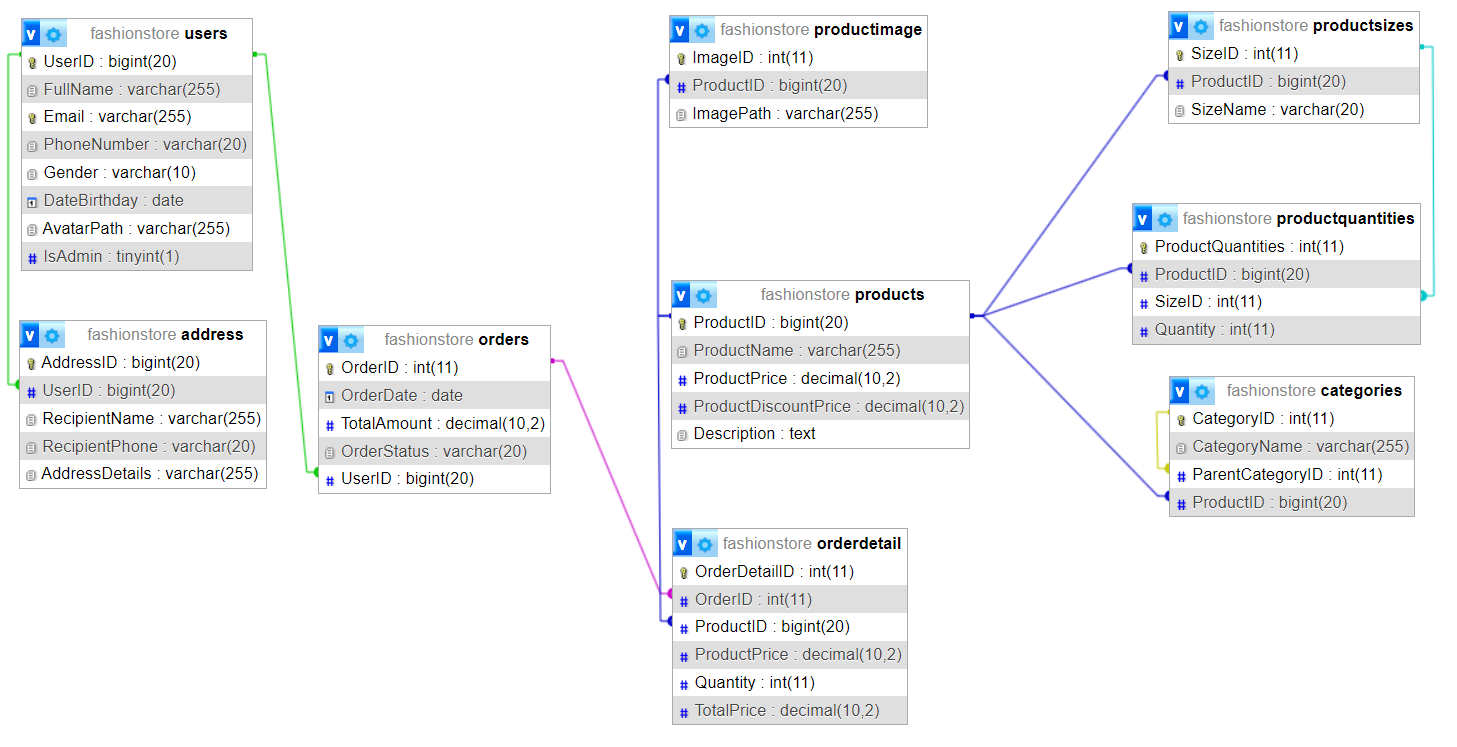 fashionstore users
UserID : bigint(20)
FullName : varchar(255)
Email : varchar(255)
PhoneNumber : varchar(20)
Gender : varchar(10)
DateBirthday : date
AvatarPath : varchar(255)
IsAdmin : tinyint(1)
fashionstore address
AddressID : bigint(20)
UserID : bigint(20)
RecipientName : varchar(255)
RecipientPhone : varchar(20)
AddressDetails : varchar(255)
fashionstore orders
OrderID : int(11)
OrderDate : date
TotalAmount : decimal(10,2)
OrderStatus : varchar(20)
UserID : bigint(20)
fashionstore productimage
ImageID : int(11)
ProductID : bigint(20)
ImagePath : varchar(255)
fashionstore products
ProductID : bigint(20)
ProductName : varchar(255)
ProductPrice : decimal(10,2)
ProductDiscountPrice : decimal(10,2)
Description : text
fashionstore orderdetail
OrderDetailID : int(11)
OrderID : int(11)
ProductID : bigint(20)
ProductPrice : decimal(10,2)
Quantity : int(11)
TotalPrice : decimal(10,2)
fashionstore productsizes
SizeID : int(11)
ProductID : bigint(20)
SizeName : varchar(20)
fashionstore productquantities
ProductQuantities : int(11)
ProductID : bigint(20)
SizeID : int(11)
Quantity : int(11)
fashionstore categories
CategoryID : int(11)
CategoryName : varchar(255)
ParentCategoryID : int(11)
ProductID : bigint(20)